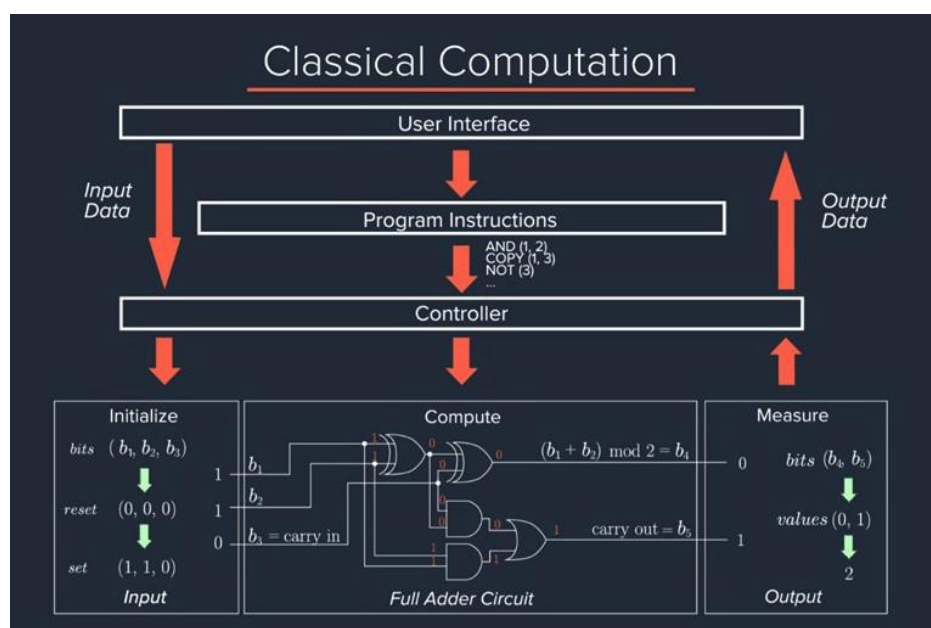 Classical Computation
User Interface
Input
Data
Output
Data
Program Instructions
AND (1, 2)
COPY (1, 3)
NOT (3)
...
Controller
Initialize
bits (b₁, b₂, b₃)
reset (0, 0, 0)
set (1, 1, 0)
Input
1
1
0
Compute
b₁
b₂
b₃ = carry in
1
1
0
0
0
0
0
0
1
1
1
1
(b₁ + b₂) mod 2 = b₄
carry out = b₅
Full Adder Circuit
0
1
Measure
bits (b₄, b₅)
values (0, 1)
2
Output